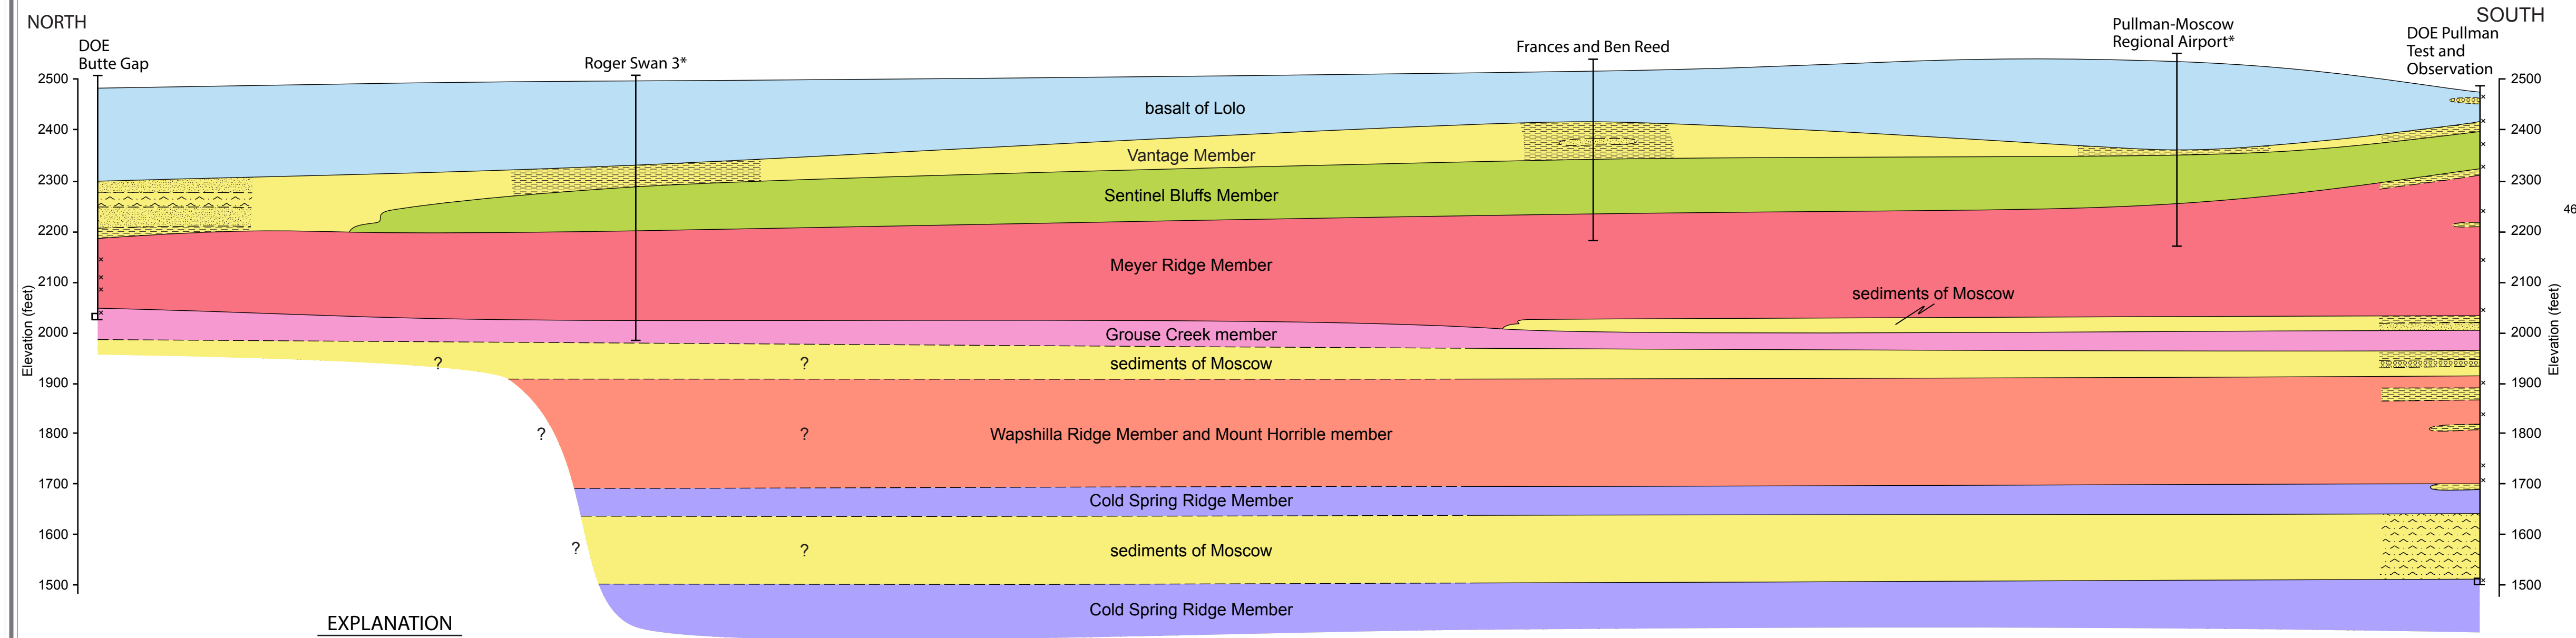 NORTH
SOUTH
DOE
Butte Gap
Roger Swan 3*
Frances and Ben Reed
Pullman-Moscow
Regional Airport*
DOE Pullman
Test and
Observation
2500
2400
2300
2200
2100
2000
1900
1800
1700
1600
1500
Elevation (feet)
basalt of Lolo
Vantage Member
Sentinel Bluffs Member
Meyer Ridge Member
sediments of Moscow
Grouse Creek member
? ? sediments of Moscow
? ? Wapshilla Ridge Member and Mount Horrible member
Cold Spring Ridge Member
? ? sediments of Moscow
Cold Spring Ridge Member
2500
2400
2300
2200
2100
2000
1900
1800
1700
1600
1500
Elevation (feet)
46
EXPLANATION